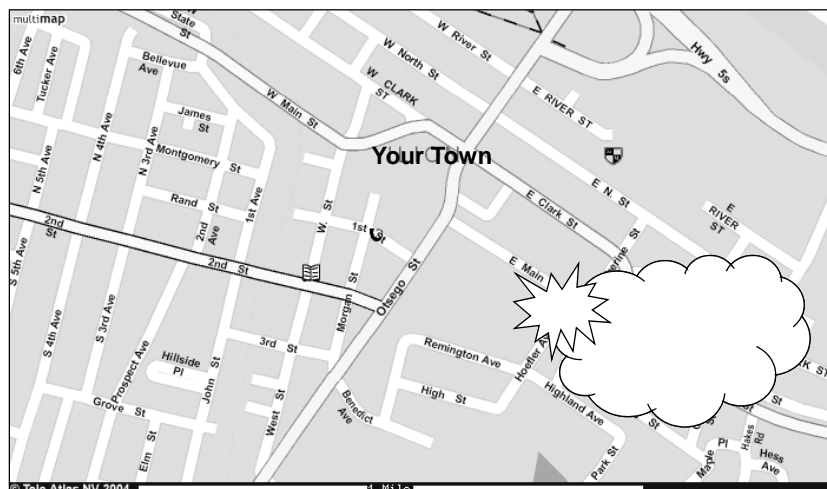 multimap
State
St
W River St
W North St
Hwy 5s
6th Ave
Tucker Ave
Bellevue
Ave
W CLARK
ST
E RIVER ST
W Main St
James
St
N 4th Ave
N 3rd Ave
Montgomery St
Your Town
N 5th Ave
1st Ave
Rand St
E N. St
E Clark St
E
RIVER
ST
2nd
St
2nd
Ave
W. St
1st St
S 5th Ave
2nd St
E Main
erine St
Otsego St
Morgan
S 4th Ave
S 3rd Ave
3rd St
Hoefler A
Remington Ave
Hillside
Pl
Prospect Ave
John St
High St
Highland Ave
RK ST
Grove St
West St
Benedict
Ave
St
Elm St
Park St
Maple Pl
Hakes
Rd
Hess
Ave
© Tele Atlas NV 2004
1 Mile